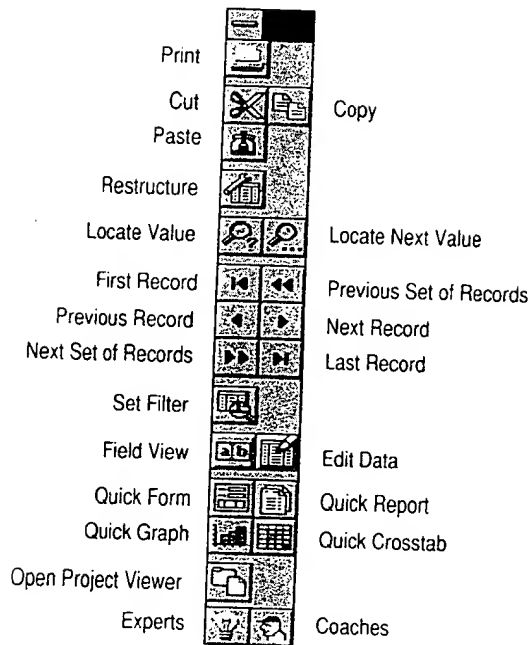 Print
Cut
Copy
Paste
Restructure
Locate Value
Locate Next Value
First Record
Previous Set of Records
Previous Record
Next Record
Next Set of Records
Last Record
Set Filter
Field View
a b
Edit Data
Quick Form
Quick Report
Quick Graph
Quick Crosstab
Open Project Viewer
Experts
Coaches